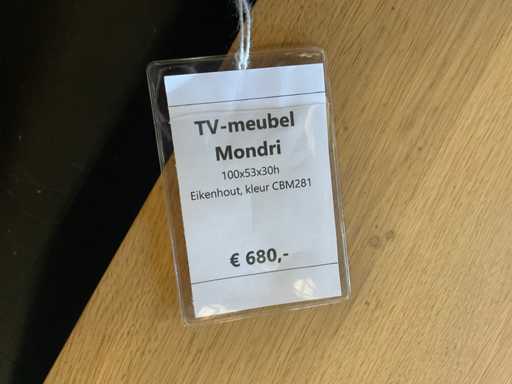 TV-meubel
Mondri
100x53x30h
Eikenhout, kleur CBM281
€ 680,-